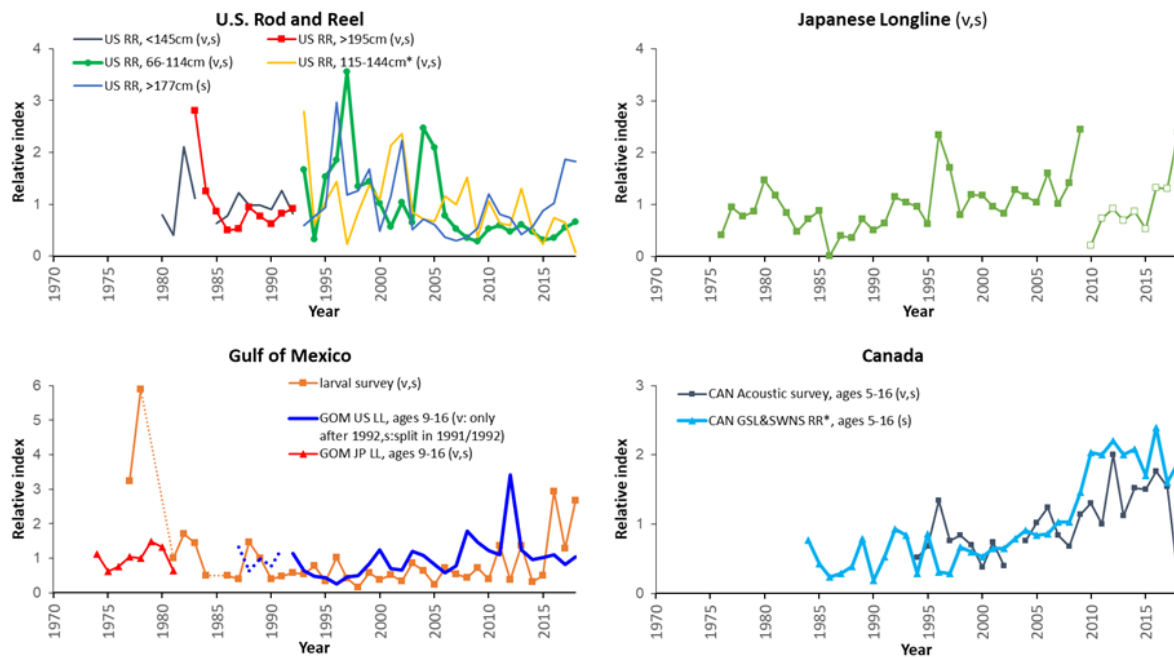 U.S. Rod and Reel
US RR, <145cm (v,s)
US RR, >195cm (v,s)
US RR, 66-114cm (v,s)
US RR, 115-144cm* (v,s)
US RR, >177cm (s)
4
3
2
1
0
Relative index
1970
1975
1980
1985
1990
1995
2000
2005
2010
2015
Year
Japanese Longline (v,s)
4
3
2
1
0
Relative index
1970
1975
1980
1985
1990
1995
2000
2005
2010
2015
Year
Gulf of Mexico
larval survey (v,s)
GOM US LL, ages 9-16 (v: only
after 1992,s:split in 1991/1992)
GOM JP LL, ages 9-16 (v,s)
6
5
4
3
2
1
0
Relative index
1970
1975
1980
1985
1990
1995
2000
2005
2010
2015
Year
Canada
CAN Acoustic survey, ages 5-16 (v,s)
CAN GSL&SWNS RR*, ages 5-16 (s)
3
2
1
0
Relative index
1970
1975
1980
1985
1990
1995
2000
2005
2010
2015
Year